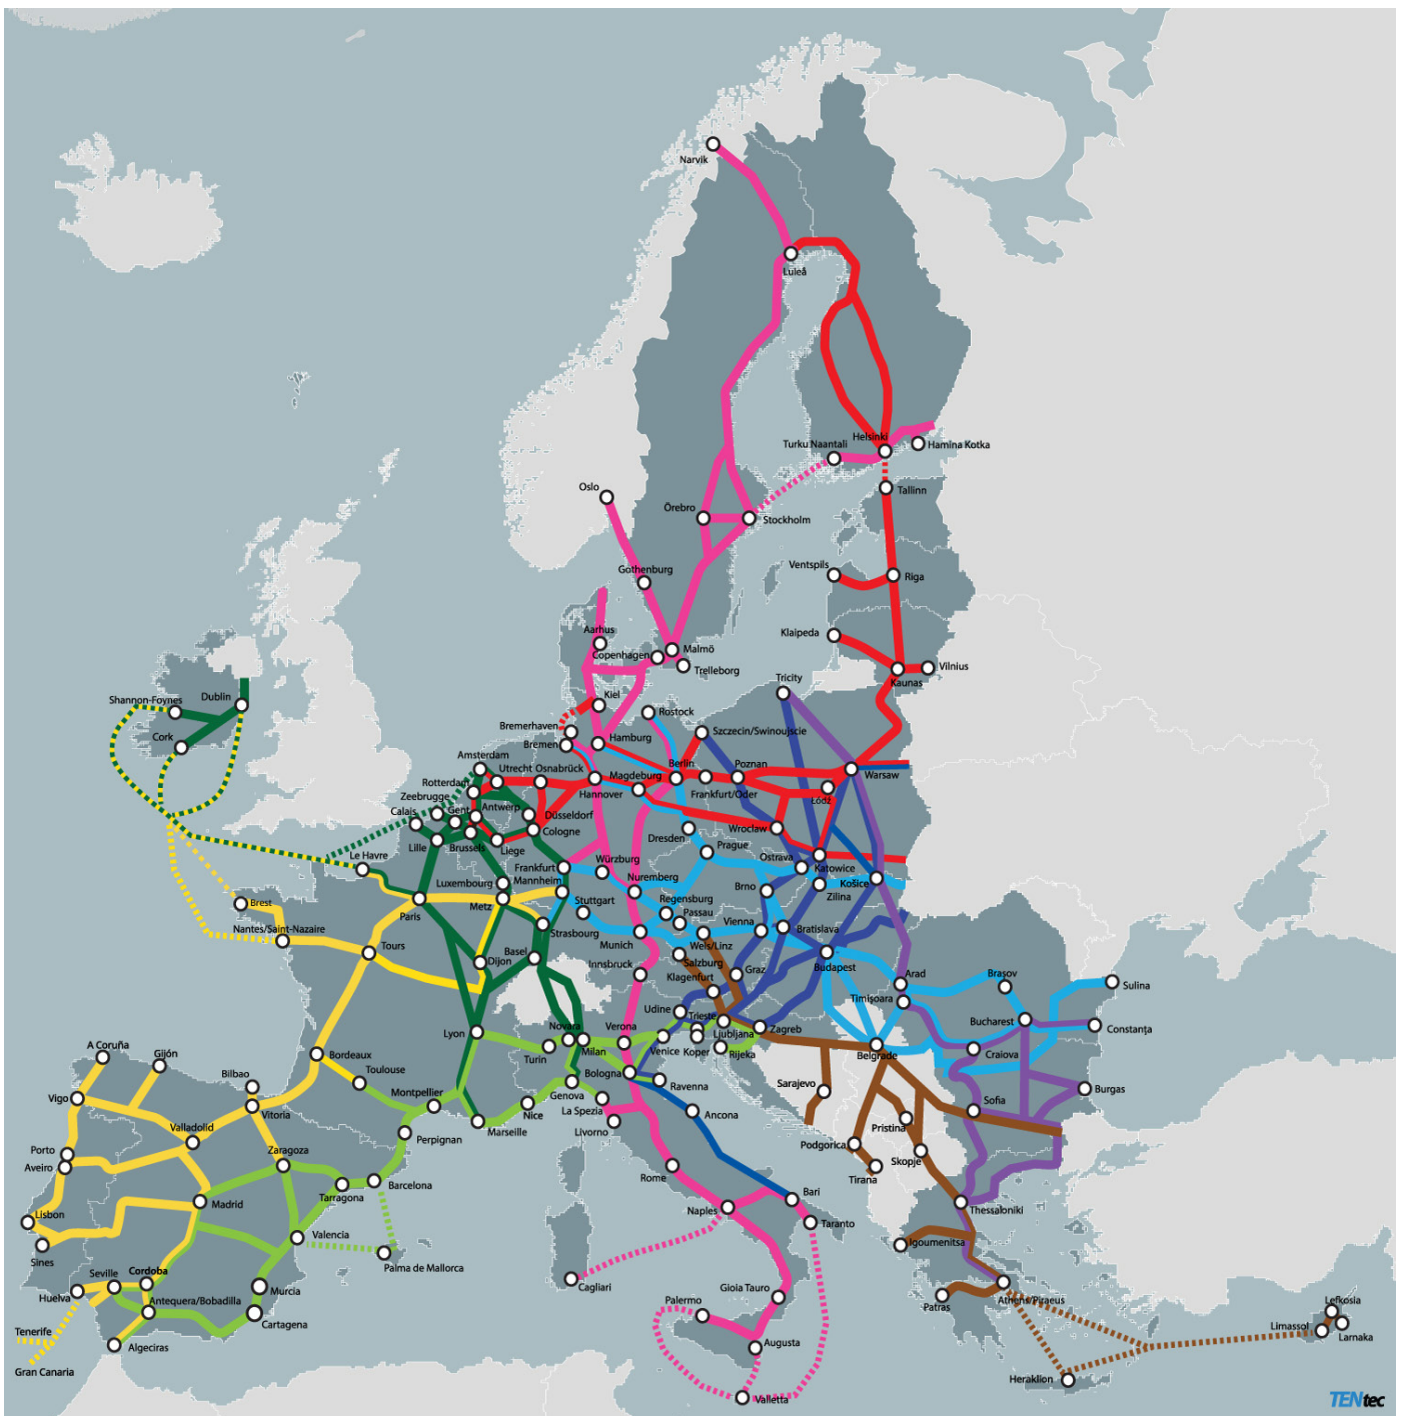 Narvik
Luleå
Helsinki
Turku Naantali
Hamina Kotka
Oslo
Tallinn
Örebro
Stockholm
Ventspils
Riga
Gothenburg
Klaipeda
Aarhus
Malmö
Copenhagen
Trelleborg
Vilnius
Kaunas
Tricity
Shannon-Foynes
Dublin
Kiel
Rostock
Cork
Bremerhaven
Szczecin/Swinoujscie
Bremen
Hamburg
Amsterdam
Utrecht
Osnabrück
Magdeburg
Berlin
Poznan
Warsaw
Rotterdam
Hannover
Frankfurt/Oder
Łódź
Zeebrugge
Calais
Gent
Antwerp
Düsseldorf
Cologne
Wrocław
Lille
Brussels
Liege
Dresden
Prague
Le Havre
Frankfurt
Würzburg
Ostrava
Katowice
Luxembourg
Mannheim
Nuremberg
Brno
Košice
Zilina
Brest
Paris
Metz
Stuttgart
Regensburg
Passau
Nantes/Saint-Nazaire
Strasbourg
Vienna
Bratislava
Tours
Munich
Wels/Linz
Basel
Salzburg
Dijon
Innsbruck
Klagenfurt
Graz
Budapest
Arad
Brașov
Sulina
Timișoara
Udine
Trieste
Bucharest
Constanța
Lyon
Novara
Verona
Ljubljana
Zagreb
Turin
Milan
Venice
Koper
Rijeka
Belgrade
Craiova
A Coruña
Gijón
Bordeaux
Toulouse
Bologna
Ravenna
Bilbao
Sarajevo
Burgas
Vigo
Vitoria
Montpellier
Genova
Nice
La Spezia
Ancona
Sofia
Valladolid
Perpignan
Marseille
Livorno
Pristina
Porto
Aveiro
Zaragoza
Podgorica
Skopje
Tirana
Rome
Madrid
Tarragona
Barcelona
Bari
Naples
Taranto
Thessaloniki
Lisbon
Sines
Valencia
Igoumenitsa
Palma de Mallorca
Seville
Cordoba
Huelva
Murcia
Cagliari
Gioia Tauro
Athens/Piraeus
Patras
Antequera/Bobadilla
Cartagena
Palermo
Lefkosia
Limassol
Larnaka
Tenerife
Algeciras
Augusta
Gran Canaria
Heraklion
Valletta
TENtec